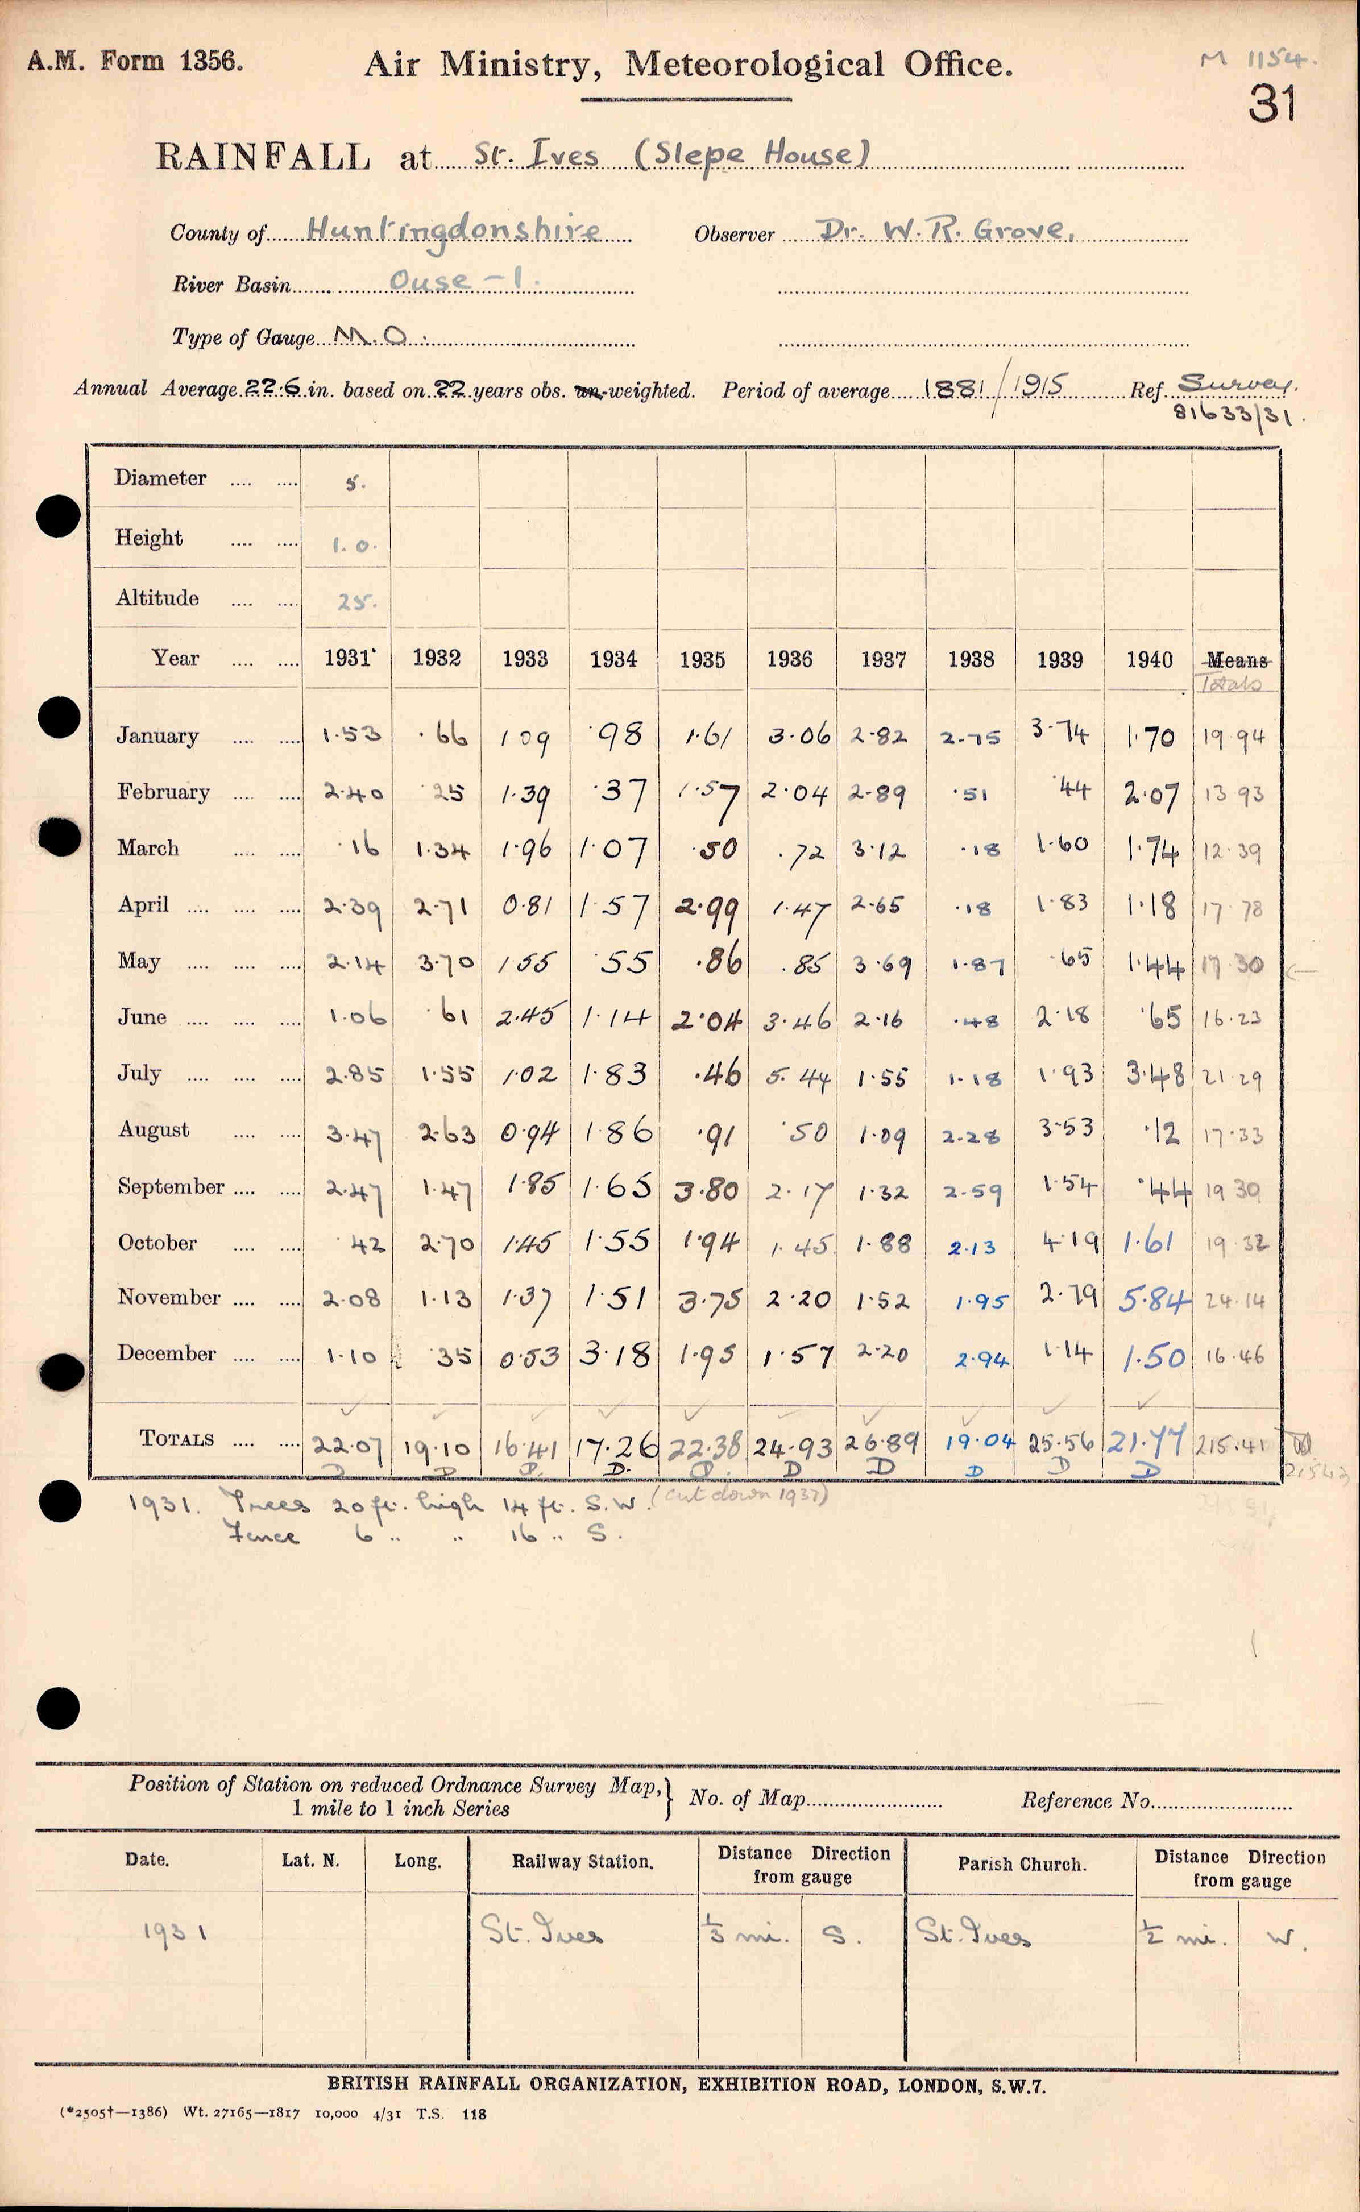 A.M. Form 1356. Air Ministry, Meteorological Office. M 1154.
31
RAINFALL at St. Ives (Slepe House)
County of Huntingdonshire Observer Dr. W. R. Grove.
River Basin Ouse - 1.
Type of Gauge M.O.
Annual Average 22.6 in. based on 22 years obs. un-weighted. Period of average 1881/1915 Ref. Survey.
81633/31.
Diameter .... .... 5.
Height .... .... 1.0.
Altitude .... .... 25.
Year .... .... 1931 1932 1933 1934 1935 1936 1937 1938 1939 1940 Means
Totals
January .... .... 1.53 .66 1 09 .98 1.61 3.06 2.82 2.75 3.74 1.70 19.94
February .... .... 2.40 .25 1.39 .37 1.57 2.04 2.89 .51 .44 2.07 13 93
March .... .... .16 1.34 1.96 1.07 .50 .72 3.12 .18 1.60 1.74 12.39
April .... .... .... 2.39 2.71 0.81 1.57 2.99 1.47 2.65 .18 1.83 1.18 17.78
May .... .... .... 2.14 3.70 1 55 .55 .86 .85 3.69 1.87 .65 1.44 17.30 ←
June .... .... .... 1.06 .61 2.45 1.14 2.04 3.46 2.16 .48 2.18 .65 16.23
July .... .... .... 2.85 1.55 1.02 1.83 .46 5.44 1.55 1.18 1.93 3.48 21.29
August .... .... 3.47 2.63 0.94 1.86 .91 .50 1.09 2.28 3.53 .12 17.33
September .... .... 2.47 1.47 1.85 1.65 3.80 2.17 1.32 2.59 1.54 .44 19 30
October .... .... .42 2.70 1.45 1.55 1.94 1.45 1.88 2.13 4.19 1.61 19.32
November .... .... 2.08 1.13 1.37 1.51 3.75 2.20 1.52 1.95 2.79 5.84 24.14
December .... .... 1.10 .35 0.53 3.18 1.95 1.57 2.20 2.94 1.14 1.50 16.46
TOTALS .... .... 22.07 19.10 16.41 17.26 22.38 24.93 26.89 19.04 25.56 21.77 215.41
D D D. D. D. D D D D D
1931. Trees 20 ft. high 14 ft. S.W. (cut down 1937)
Fence 6 " " 16 " S.
Position of Station on reduced Ordnance Survey Map,} No. of Map Reference No.
1 mile to 1 inch Series
Date. Lat. N. Long. Railway Station. Distance Direction from gauge Parish Church. Distance Direction from gauge
1931 St. Ives 1/3 mi. S. St. Ives 1/2 mi. W.
BRITISH RAINFALL ORGANIZATION, EXHIBITION ROAD, LONDON, S.W.7.
(*2505†—1386) Wt. 27165—1817 10,000 4/31 T.S. 118